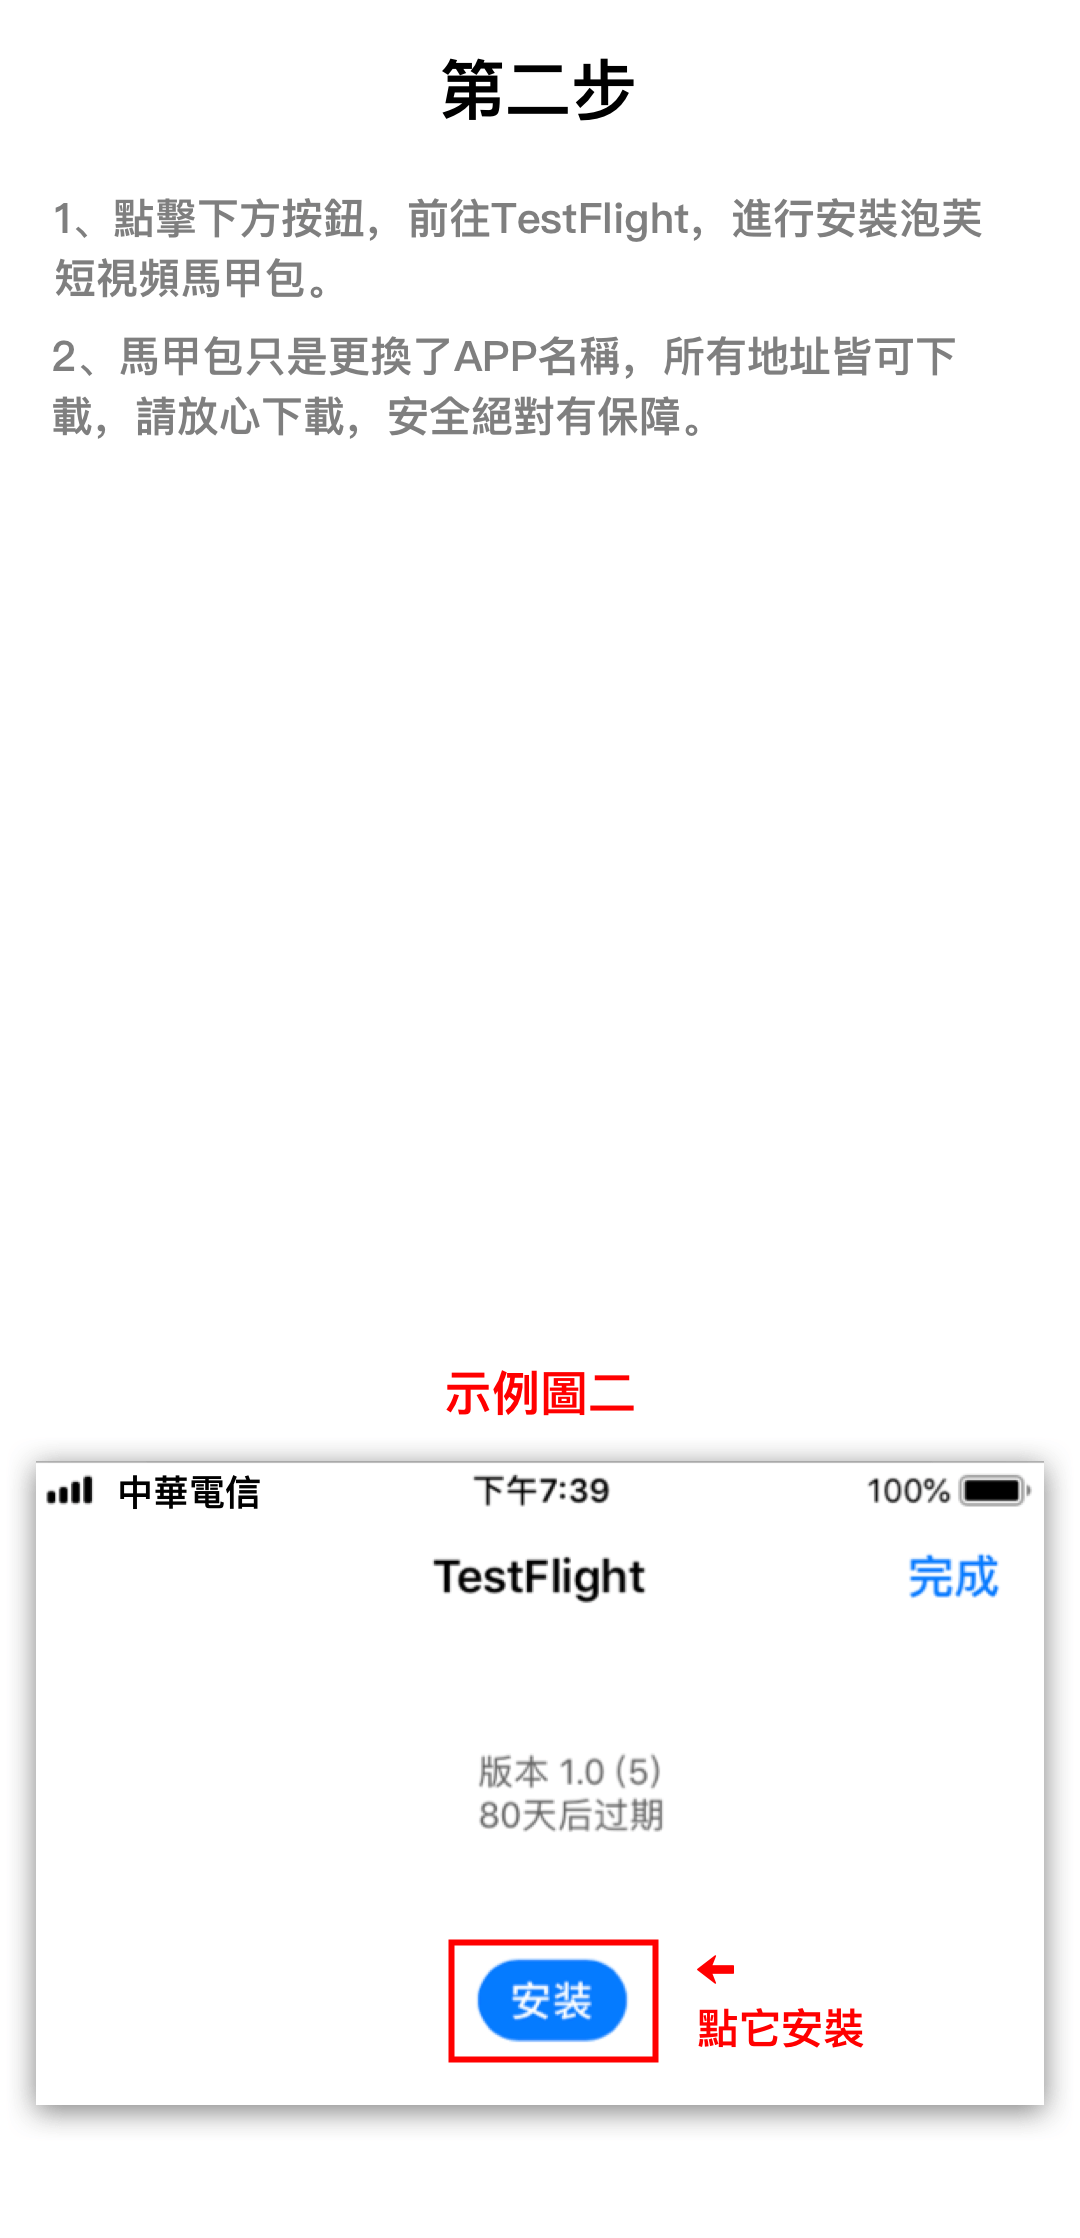 第二步
1、點擊下方按鈕，前往TestFlight，進行安裝泡芙
短視頻馬甲包。
2、馬甲包只是更換了APP名稱，所有地址皆可下
載，請放心下載，安全絕對有保障。
示例圖二
中華電信 下午7:39 100%
TestFlight 完成
版本 1.0 (5)
80天后过期
安装
點它安裝